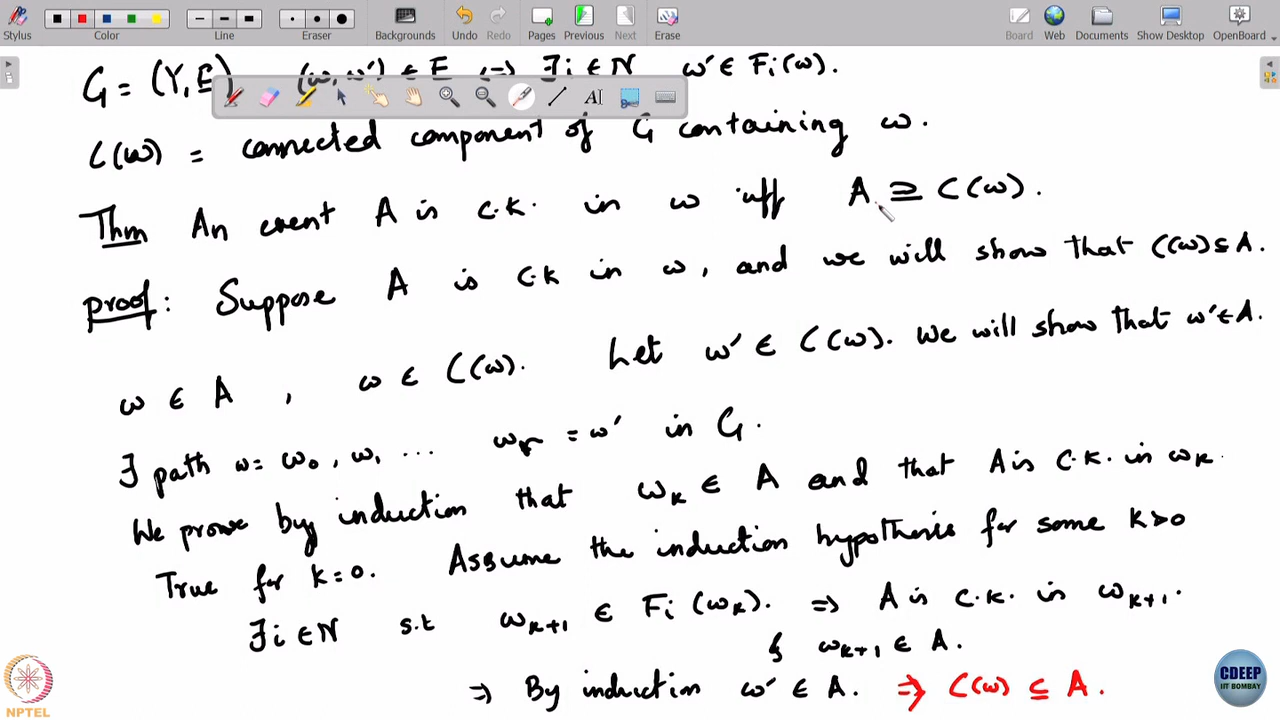 Stylus
Color
Line
Eraser
Backgrounds
Undo
Redo
Pages
Previous
Next
Erase
Board
Web
Documents
Show Desktop
OpenBoard
G = (Y, E) (ω, ω') ∈ E ⇔ ∃i ∈ N ω' ∈ Fi(ω).
C(ω) = connected component of G containing ω.
Thm An event A is c.k. in ω iff A ⊇ C(ω).
Proof: Suppose A is c.k in ω, and we will show that C(ω) ⊆ A.
ω ∈ A , ω ∈ C(ω). Let ω' ∈ C(ω). We will show that ω' ∈ A.
∃ path ω = ω0, ω1 ... ωr = ω' in G.
We prove by induction that ωk ∈ A and that A is c.k. in ωk.
True for k=0. Assume the induction hypothesis for some k>0
∃i ∈ N s.t ωk+1 ∈ Fi(ωk). ⇒ A is c.k. in ωk+1.
& ωk+1 ∈ A.
⇒ By induction ω' ∈ A. ⇒ C(ω) ⊆ A.
NPTEL
CDEEP
IIT BOMBAY